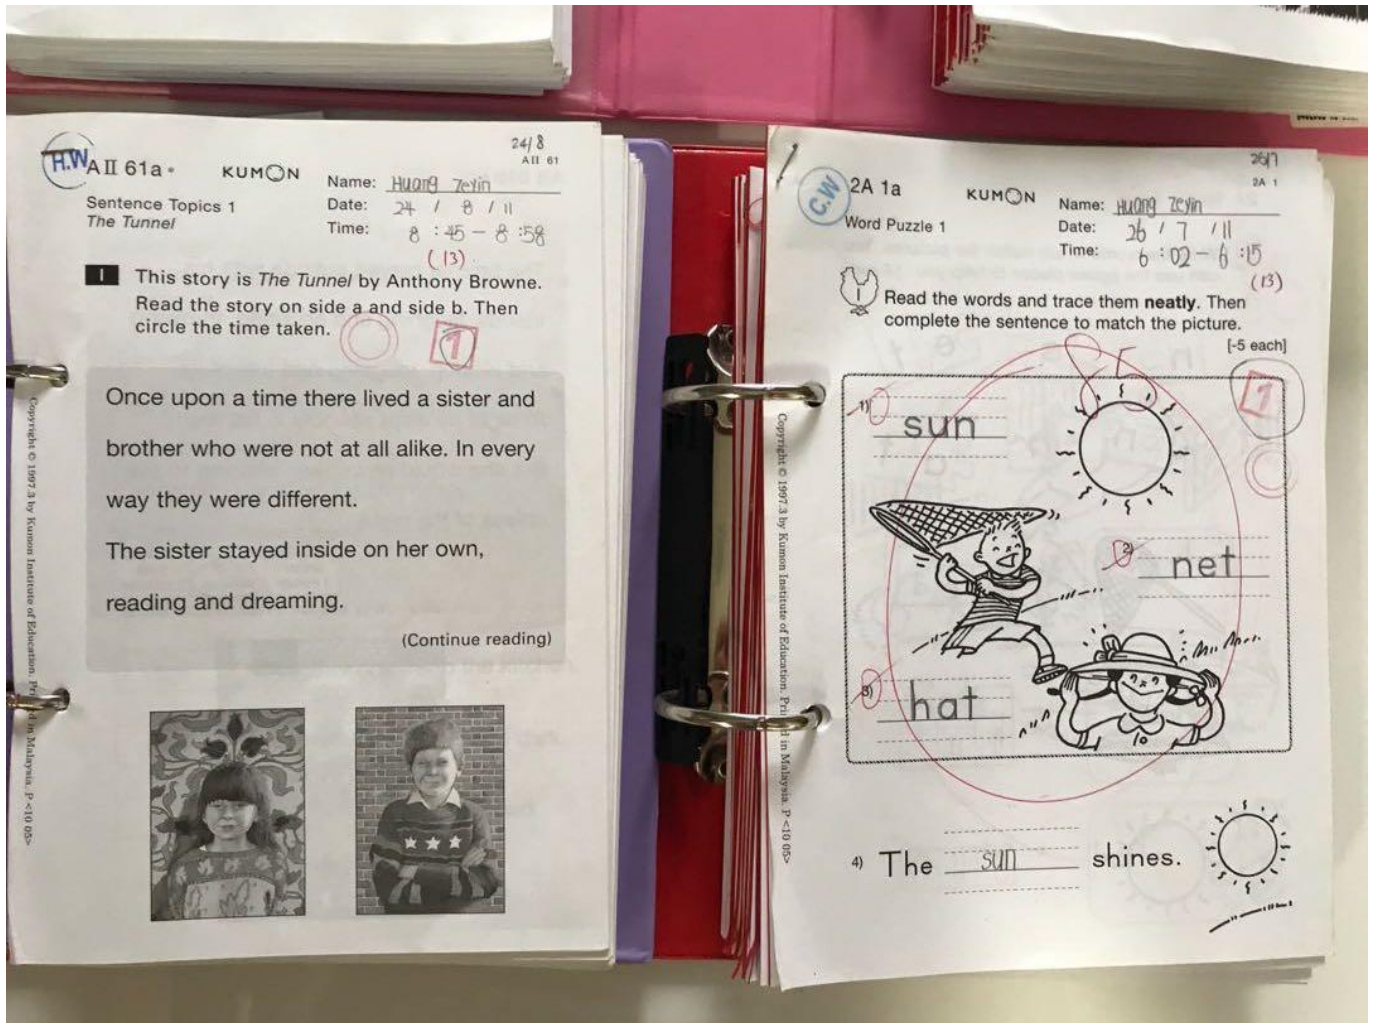 H.W
24/8
AII 61a
KUMON
AII 61
Sentence Topics 1
The Tunnel
Name: Huang Zeyin
Date: 24 / 8 / 11
Time: 8 : 45 - 8 : 58
(13)
1 This story is The Tunnel by Anthony Browne.
Read the story on side a and side b. Then
circle the time taken.
1
Once upon a time there lived a sister and
brother who were not at all alike. In every
way they were different.
The sister stayed inside on her own,
reading and dreaming.
(Continue reading)
Copyright © 1997.3 by Kumon Institute of Education. Printed in Malaysia. P <10 05>
C.W
26/7
2A 1a
KUMON
2A 1
Word Puzzle 1
Name: Huang Zeyin
Date: 26 / 7 / 11
Time: 6 : 02 - 6 : 15
(13)
1
Read the words and trace them neatly. Then
complete the sentence to match the picture.
[-5 each]
1
1) sun
2) net
3) hat
4) The sun shines.
Copyright © 1997.3 by Kumon Institute of Education. Printed in Malaysia. P <10 05>